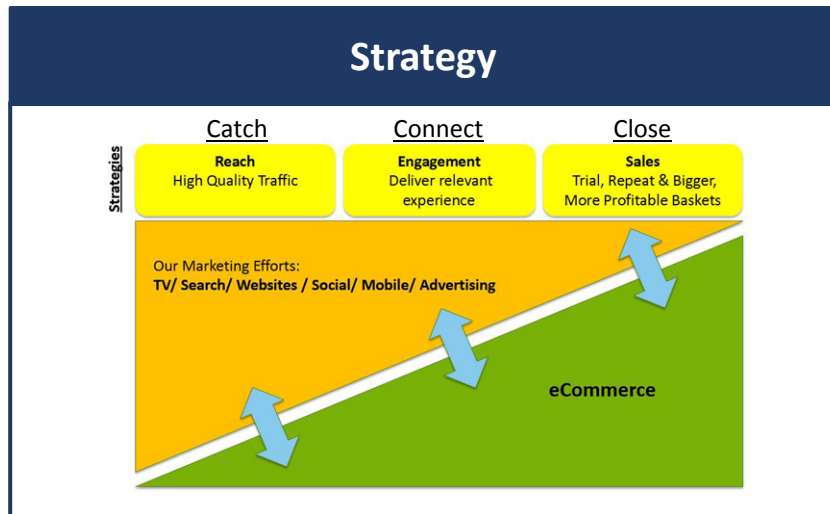 Strategy
Catch
Connect
Close
Strategies
Reach
High Quality Traffic
Engagement
Deliver relevant
experience
Sales
Trial, Repeat & Bigger,
More Profitable Baskets
Our Marketing Efforts:
TV/ Search/ Websites / Social/ Mobile/ Advertising
eCommerce